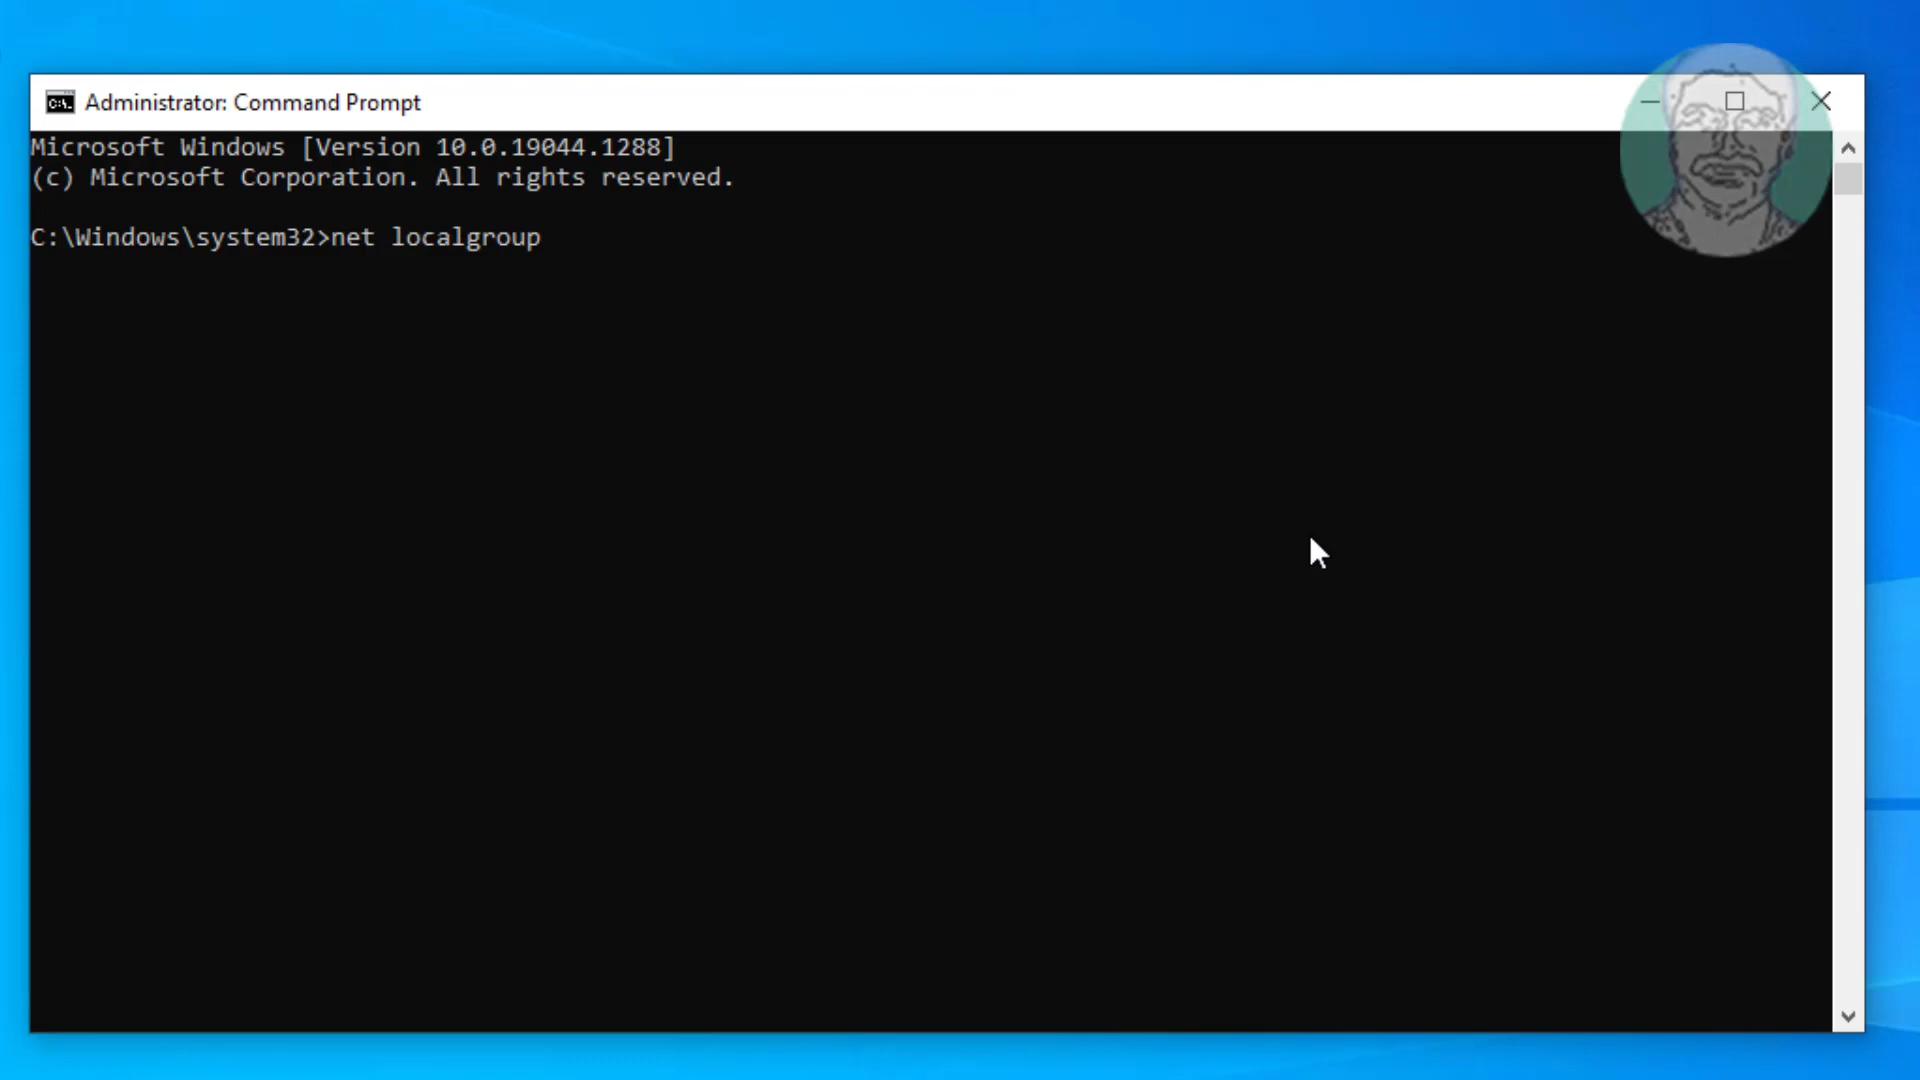 Administrator: Command Prompt
Microsoft Windows [Version 10.0.19044.1288]
(c) Microsoft Corporation. All rights reserved.
C:\Windows\system32>net localgroup